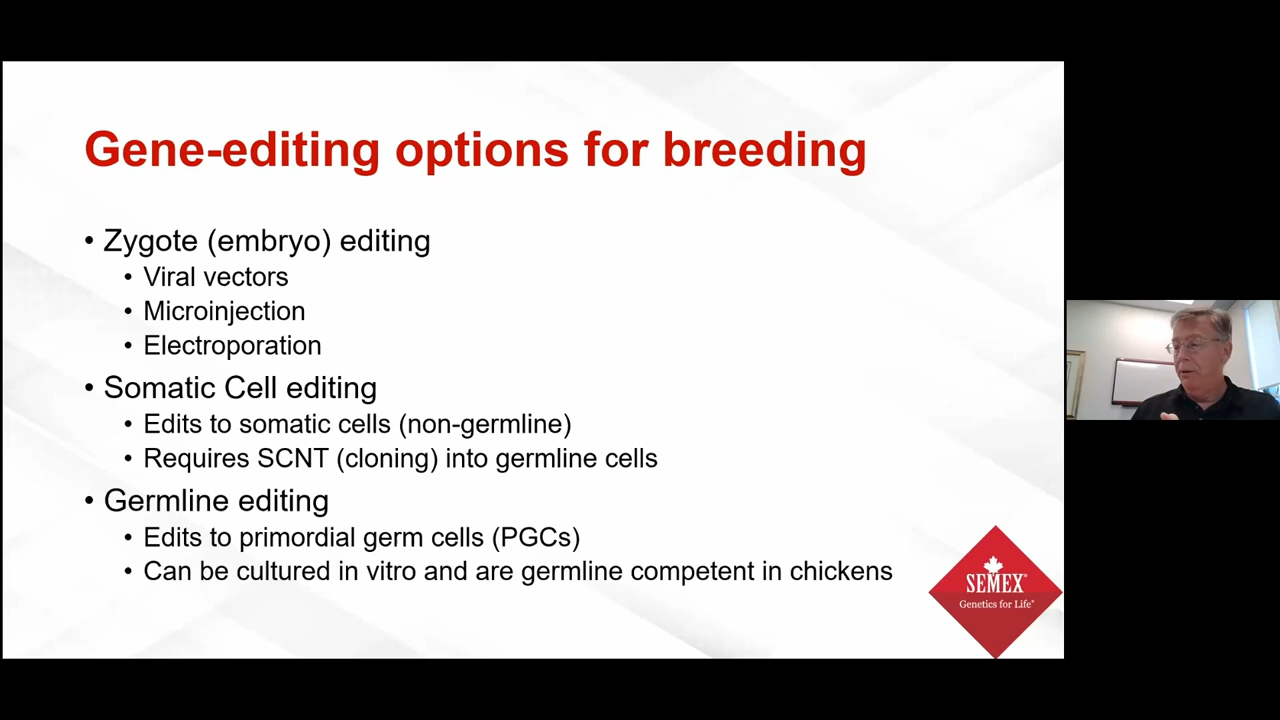 Gene-editing options for breeding
• Zygote (embryo) editing
• Viral vectors
• Microinjection
• Electroporation
• Somatic Cell editing
• Edits to somatic cells (non-germline)
• Requires SCNT (cloning) into germline cells
• Germline editing
• Edits to primordial germ cells (PGCs)
• Can be cultured in vitro and are germline competent in chickens
SEMEX®
Genetics for Life®